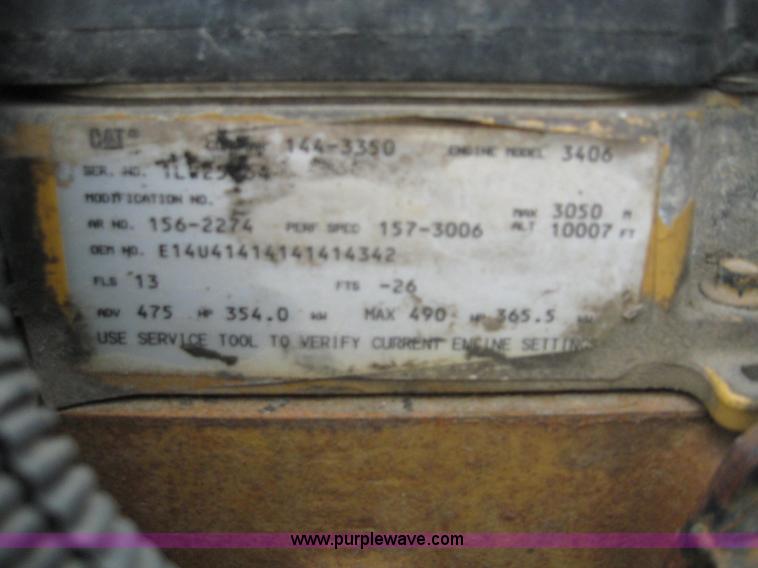 CAT® 144-3350 ENGINE MODEL 3406
SER. NO.
MODIFICATION NO.
AR NO. 156-2274 PERF SPEC 157-3006 MAX ALT 3050 M 10007 FT
OEM NO. E14U41414141414342
FLS 13 FTS -26
ADV 475 HP 354.0 kW MAX 490 HP 365.5 kW
USE SERVICE TOOL TO VERIFY CURRENT ENGINE
www.purplewave.com